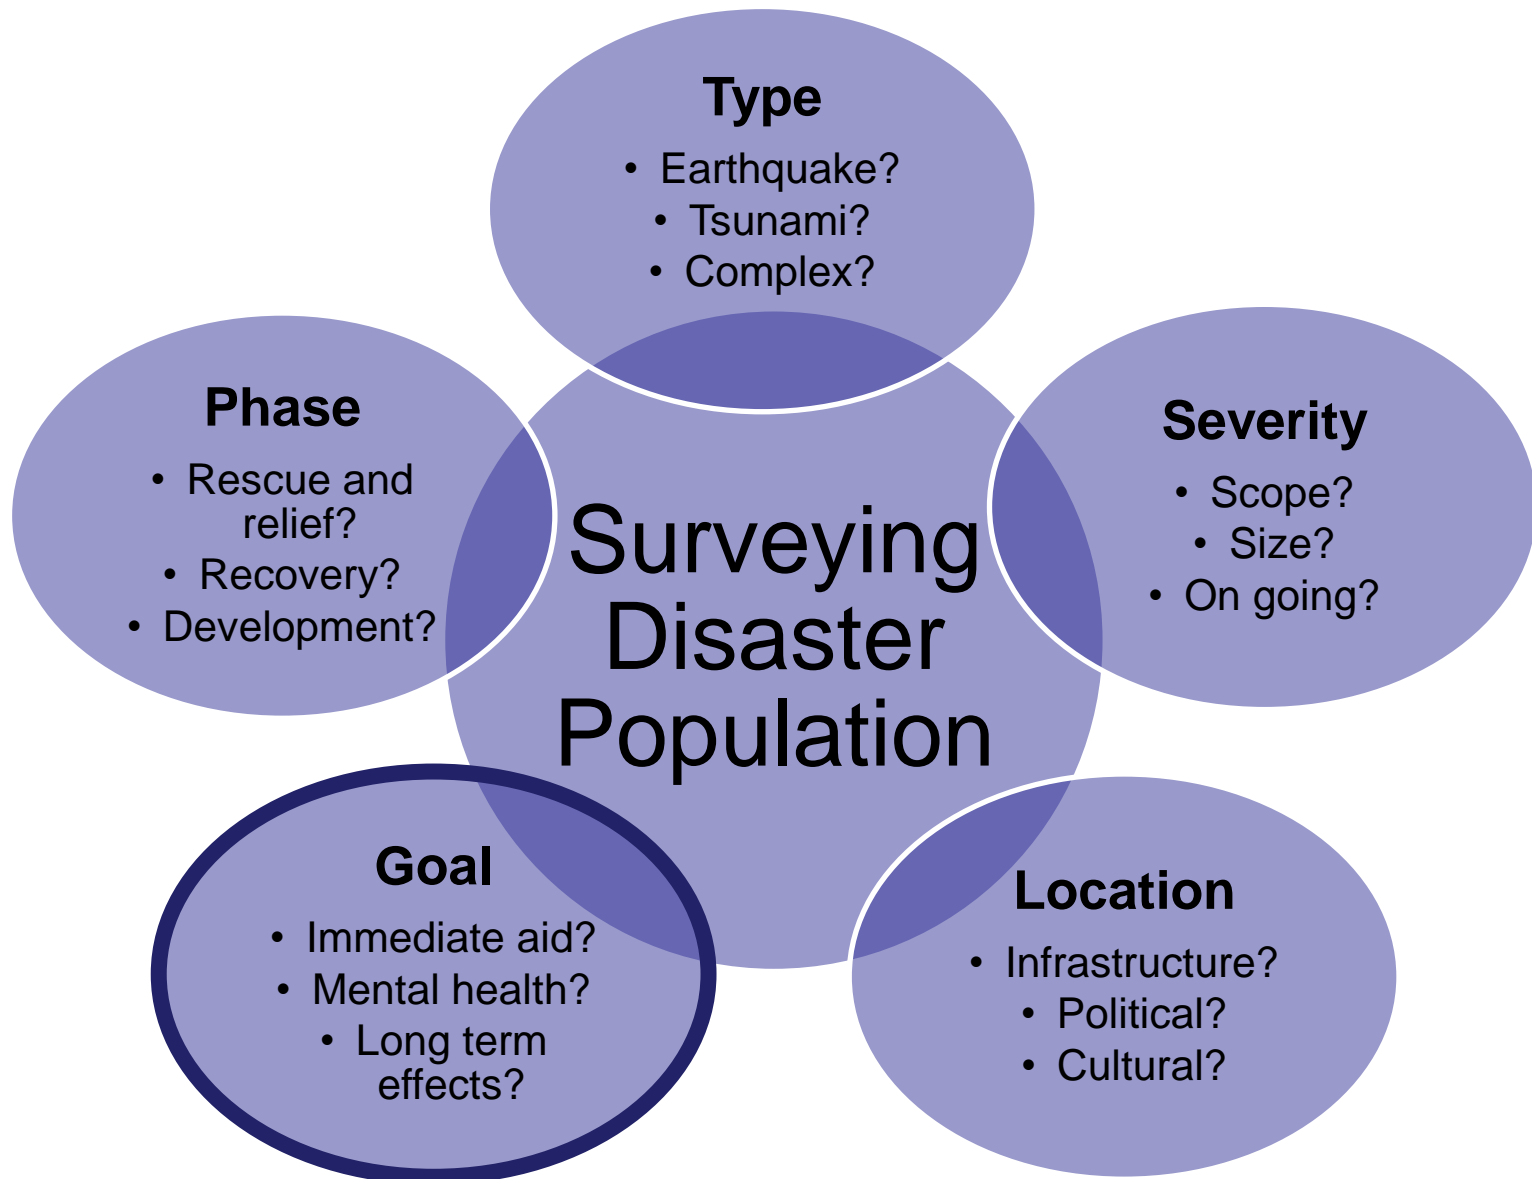 Type
• Earthquake?
• Tsunami?
• Complex?
Phase
• Rescue and
relief?
• Recovery?
• Development?
Severity
• Scope?
• Size?
• On going?
Surveying
Disaster
Population
Goal
• Immediate aid?
• Mental health?
• Long term
effects?
Location
• Infrastructure?
• Political?
• Cultural?